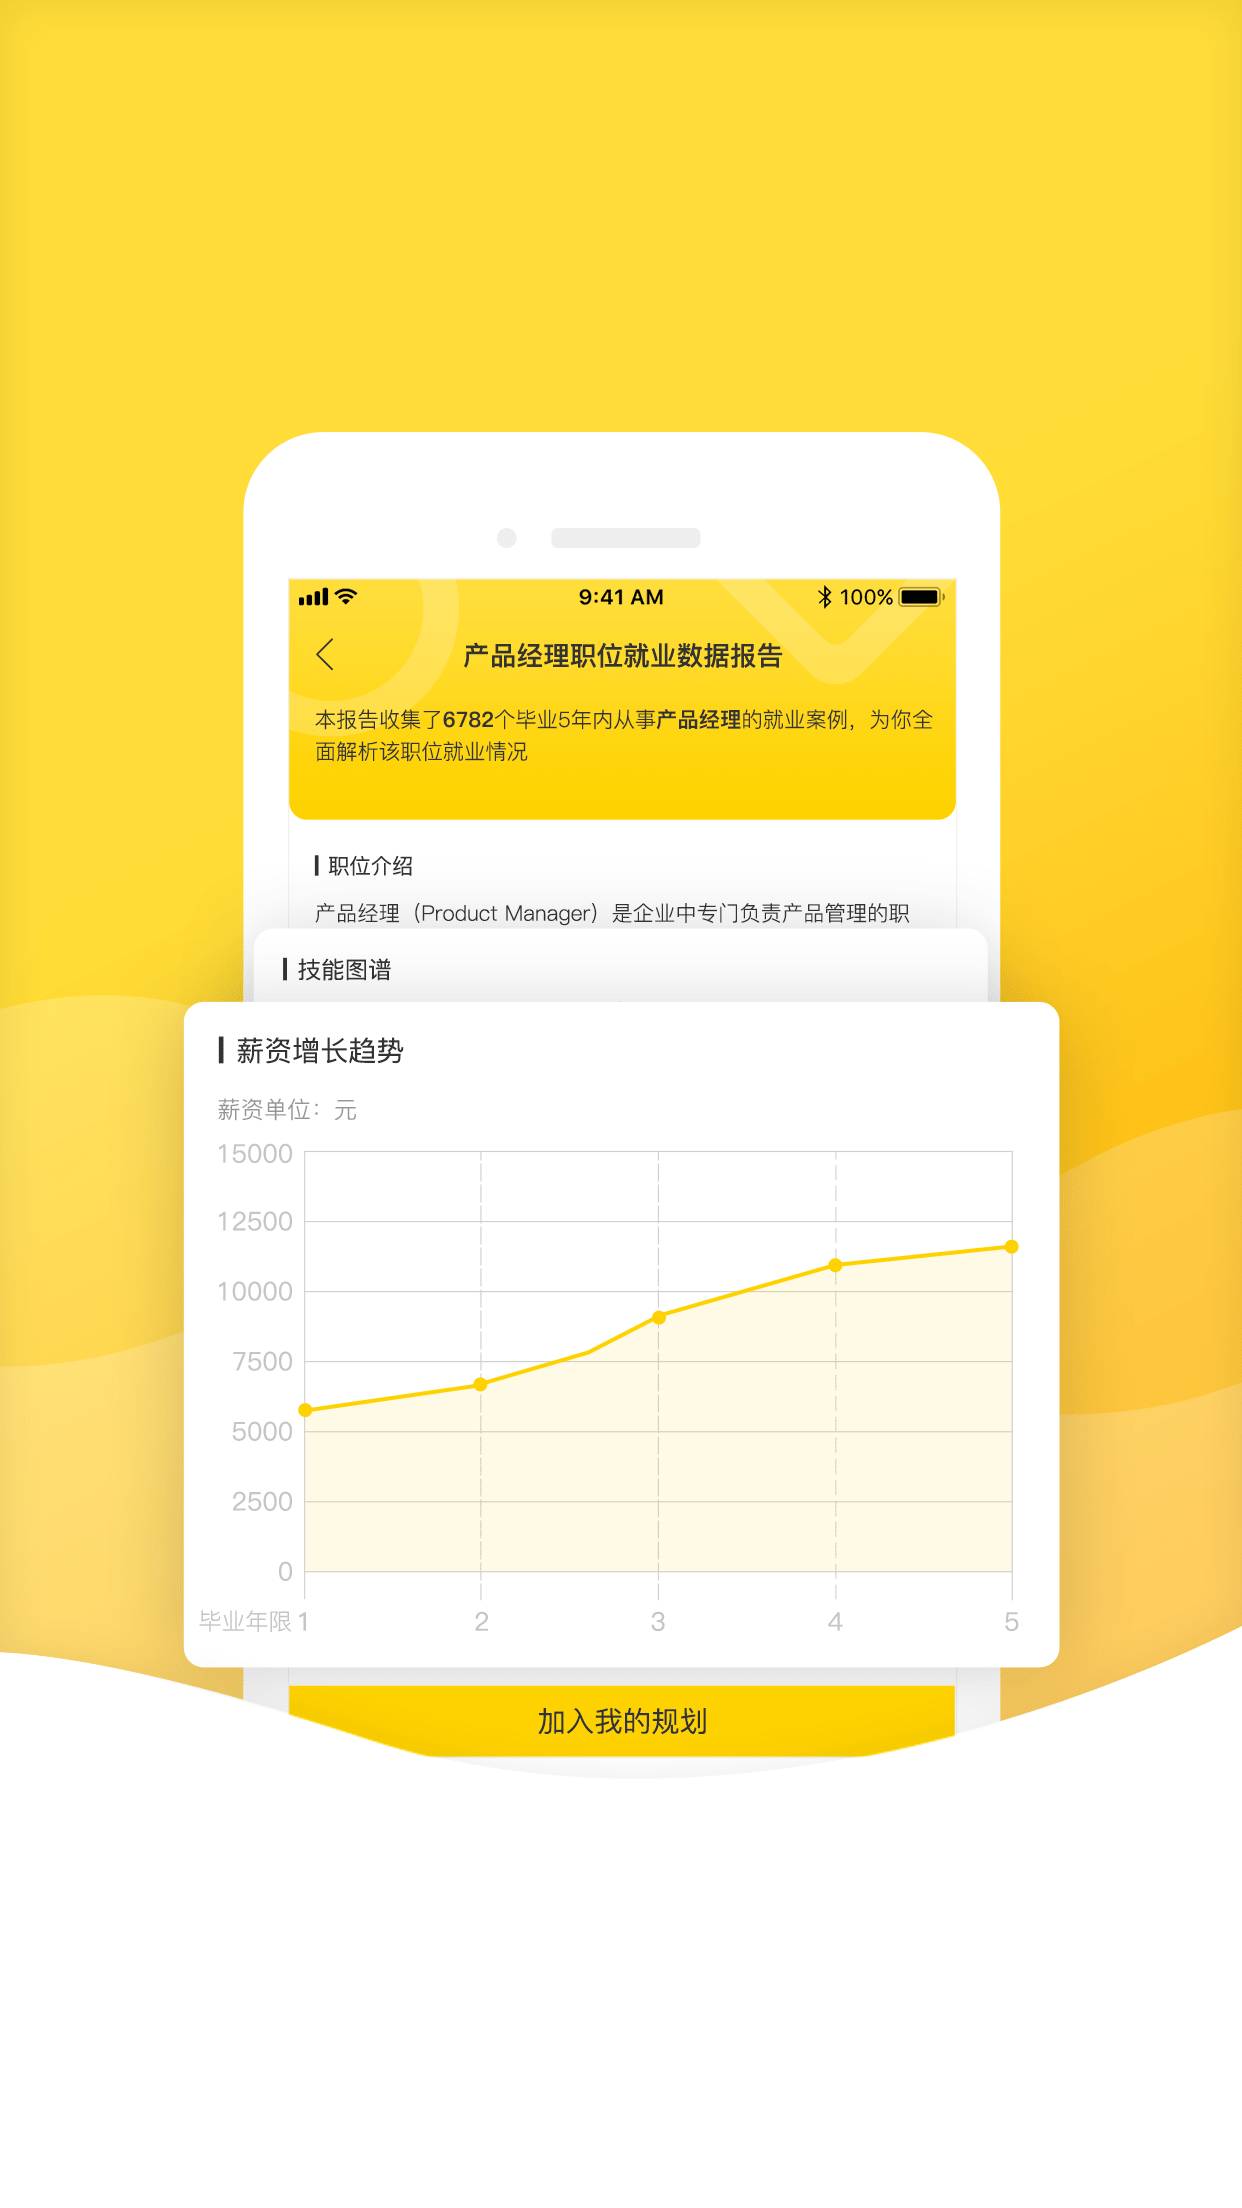 9:41 AM 100%
产品经理职位就业数据报告
本报告收集了6782个毕业5年内从事产品经理的就业案例，为你全
面解析该职位就业情况
职位介绍
产品经理（Product Manager）是企业中专门负责产品管理的职
技能图谱
薪资增长趋势
薪资单位：元
15000
12500
10000
7500
5000
2500
0
毕业年限 1 2 3 4 5
加入我的规划